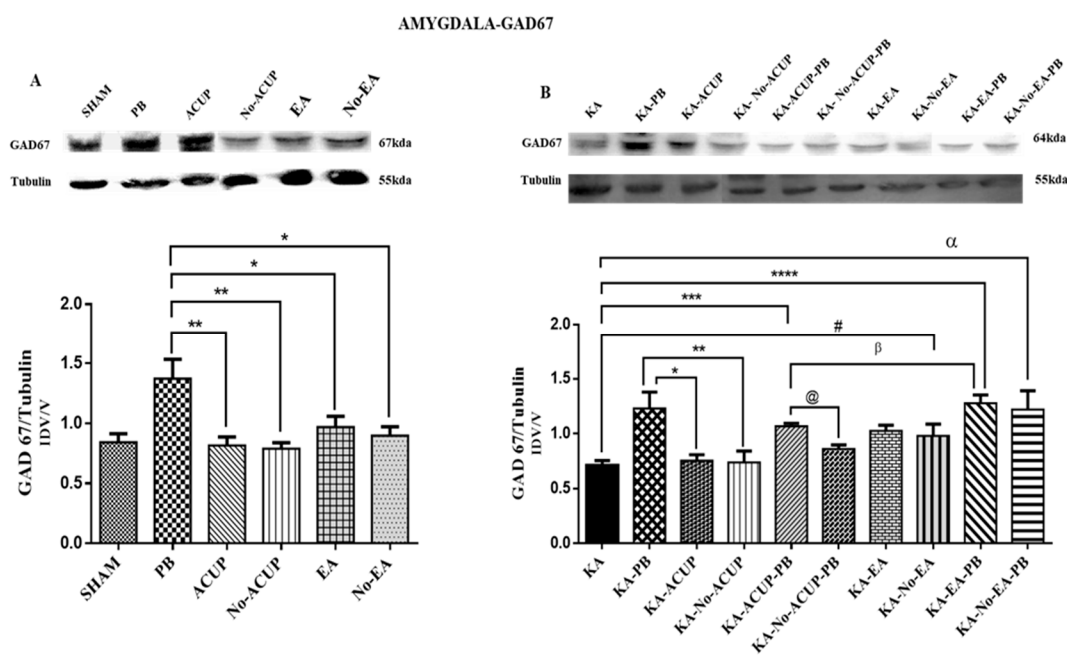 AMYGDALA-GAD67
A
SHAM
PB
ACUP
No-ACUP
EA
No-EA
GAD67
67kda
Tubulin
55kda
*
*
**
**
2.0
1.5
1.0
0.5
0.0
GAD 67/Tubulin
IDV/V
SHAM
PB
ACUP
No-ACUP
EA
No-EA
B
KA
KA-PB
KA-ACUP
KA- No-ACUP
KA-ACUP-PB
KA- No-ACUP-PB
KA-EA
KA-No-EA
KA-EA-PB
KA-No-EA-PB
GAD67
64kda
Tubulin
55kda
α
****
***
#
**
β
*
@
2.0
1.5
1.0
0.5
0.0
GAD 67/Tubulin
IDV/V
KA
KA-PB
KA-ACUP
KA-No-ACUP
KA-ACUP-PB
KA-No-ACUP-PB
KA-EA
KA-No-EA
KA-EA-PB
KA-No-EA-PB